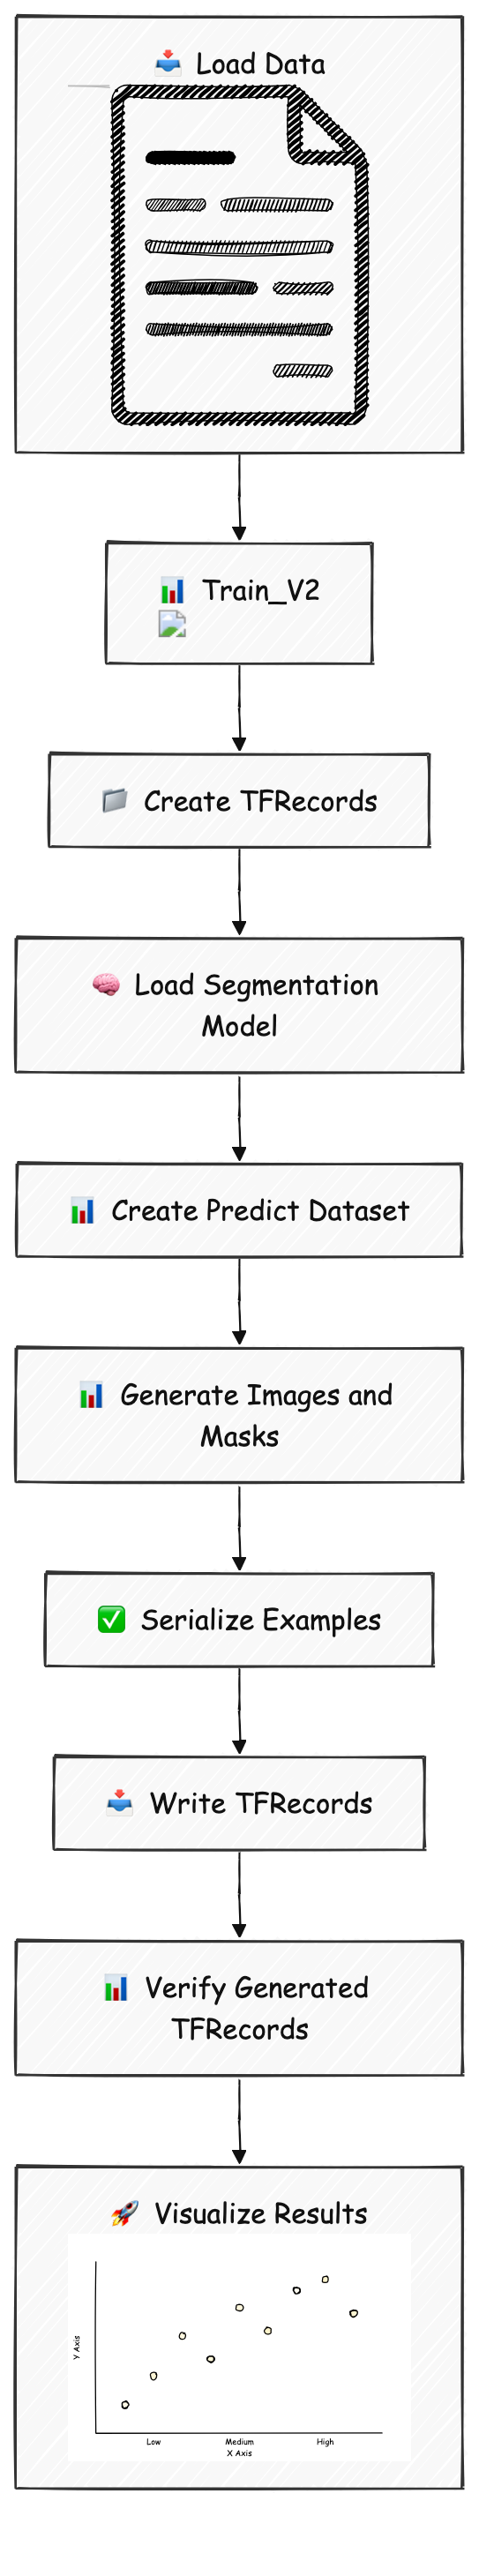 Load Data
Train_V2
Create TFRecords
Load Segmentation
Model
Create Predict Dataset
Generate Images and
Masks
Serialize Examples
Write TFRecords
Verify Generated
TFRecords
Visualize Results
Y Axis
Low Medium High
X Axis